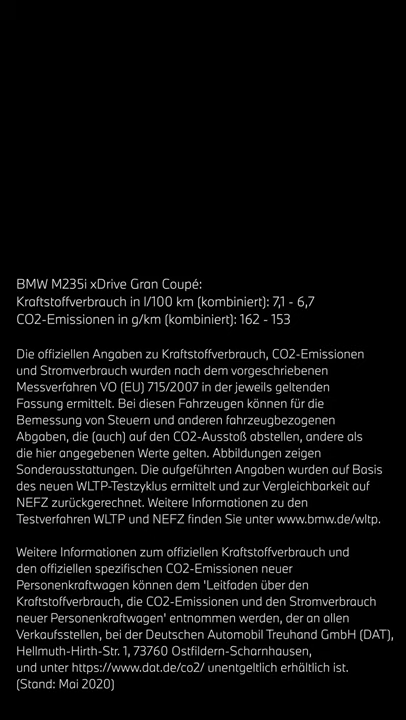 BMW M235i xDrive Gran Coupé:
Kraftstoffverbrauch in l/100 km (kombiniert): 7,1 - 6,7
CO2-Emissionen in g/km (kombiniert): 162 - 153
Die offiziellen Angaben zu Kraftstoffverbrauch, CO2-Emissionen
und Stromverbrauch wurden nach dem vorgeschriebenen
Messverfahren VO (EU) 715/2007 in der jeweils geltenden
Fassung ermittelt. Bei diesen Fahrzeugen können für die
Bemessung von Steuern und anderen fahrzeugbezogenen
Abgaben, die (auch) auf den CO2-Ausstoß abstellen, andere als
die hier angegebenen Werte gelten. Abbildungen zeigen
Sonderausstattungen. Die aufgeführten Angaben wurden auf Basis
des neuen WLTP-Testzyklus ermittelt und zur Vergleichbarkeit auf
NEFZ zurückgerechnet. Weitere Informationen zu den
Testverfahren WLTP und NEFZ finden Sie unter www.bmw.de/wltp.
Weitere Informationen zum offiziellen Kraftstoffverbrauch und
den offiziellen spezifischen CO2-Emissionen neuer
Personenkraftwagen können dem 'Leitfaden über den
Kraftstoffverbrauch, die CO2-Emissionen und den Stromverbrauch
neuer Personenkraftwagen' entnommen werden, der an allen
Verkaufsstellen, bei der Deutschen Automobil Treuhand GmbH (DAT),
Hellmuth-Hirth-Str. 1, 73760 Ostfildern-Scharnhausen,
und unter https://www.dat.de/co2/ unentgeltlich erhältlich ist.
(Stand: Mai 2020)